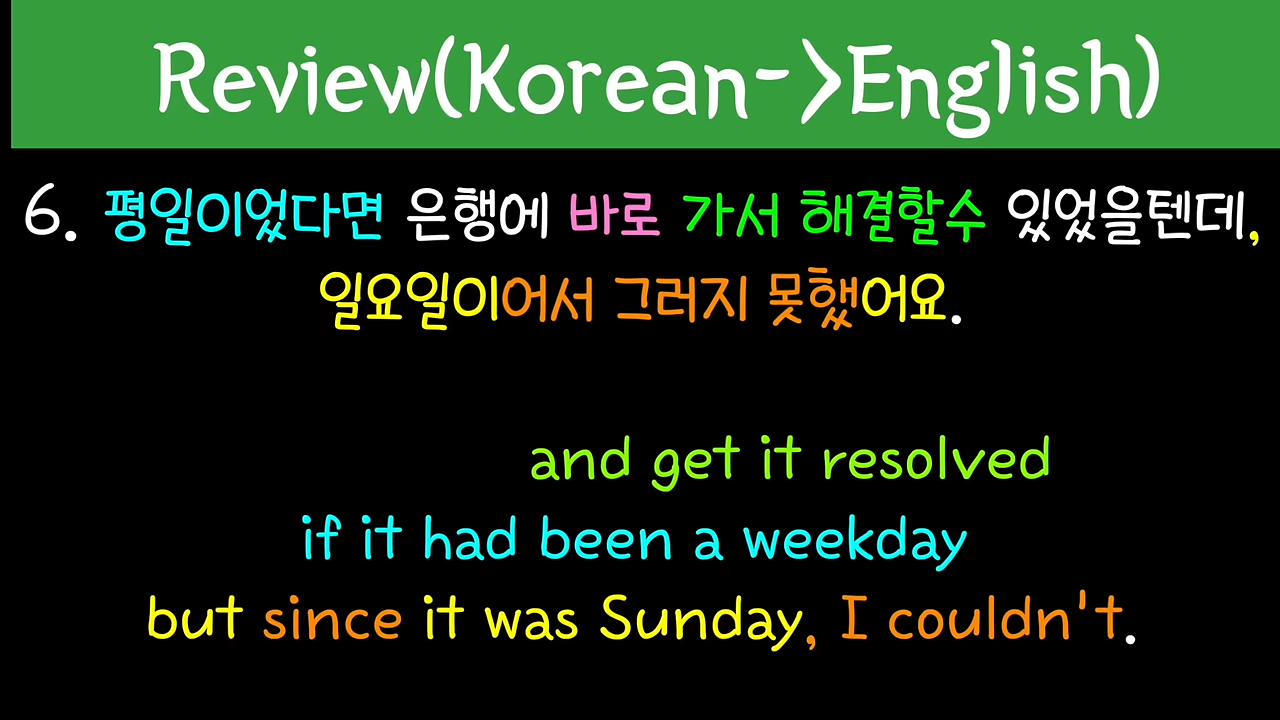 Review(Korean->English)
6. 평일이었다면 은행에 바로 가서 해결할수 있었을텐데,
일요일이어서 그러지 못했어요.
and get it resolved
if it had been a weekday
but since it was Sunday, I couldn't.